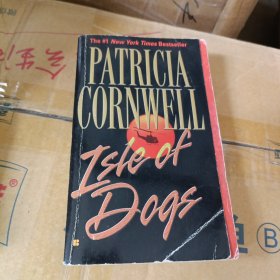 The #1 New York Times Bestseller
PATRICIA
CORNWELL
Isle of
Dogs
B